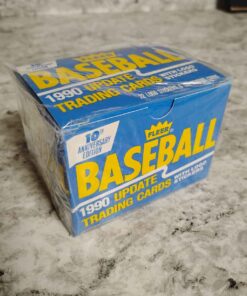 FLEER
BASEBALL
1990 UPDATE
TRADING CARDS
WITH LOGO
STICKERS
10TH
ANNIVERSARY
EDITION
FLEER
BASEBALL
1990 UPDATE
TRADING CARDS
WITH LOGO
STICKERS